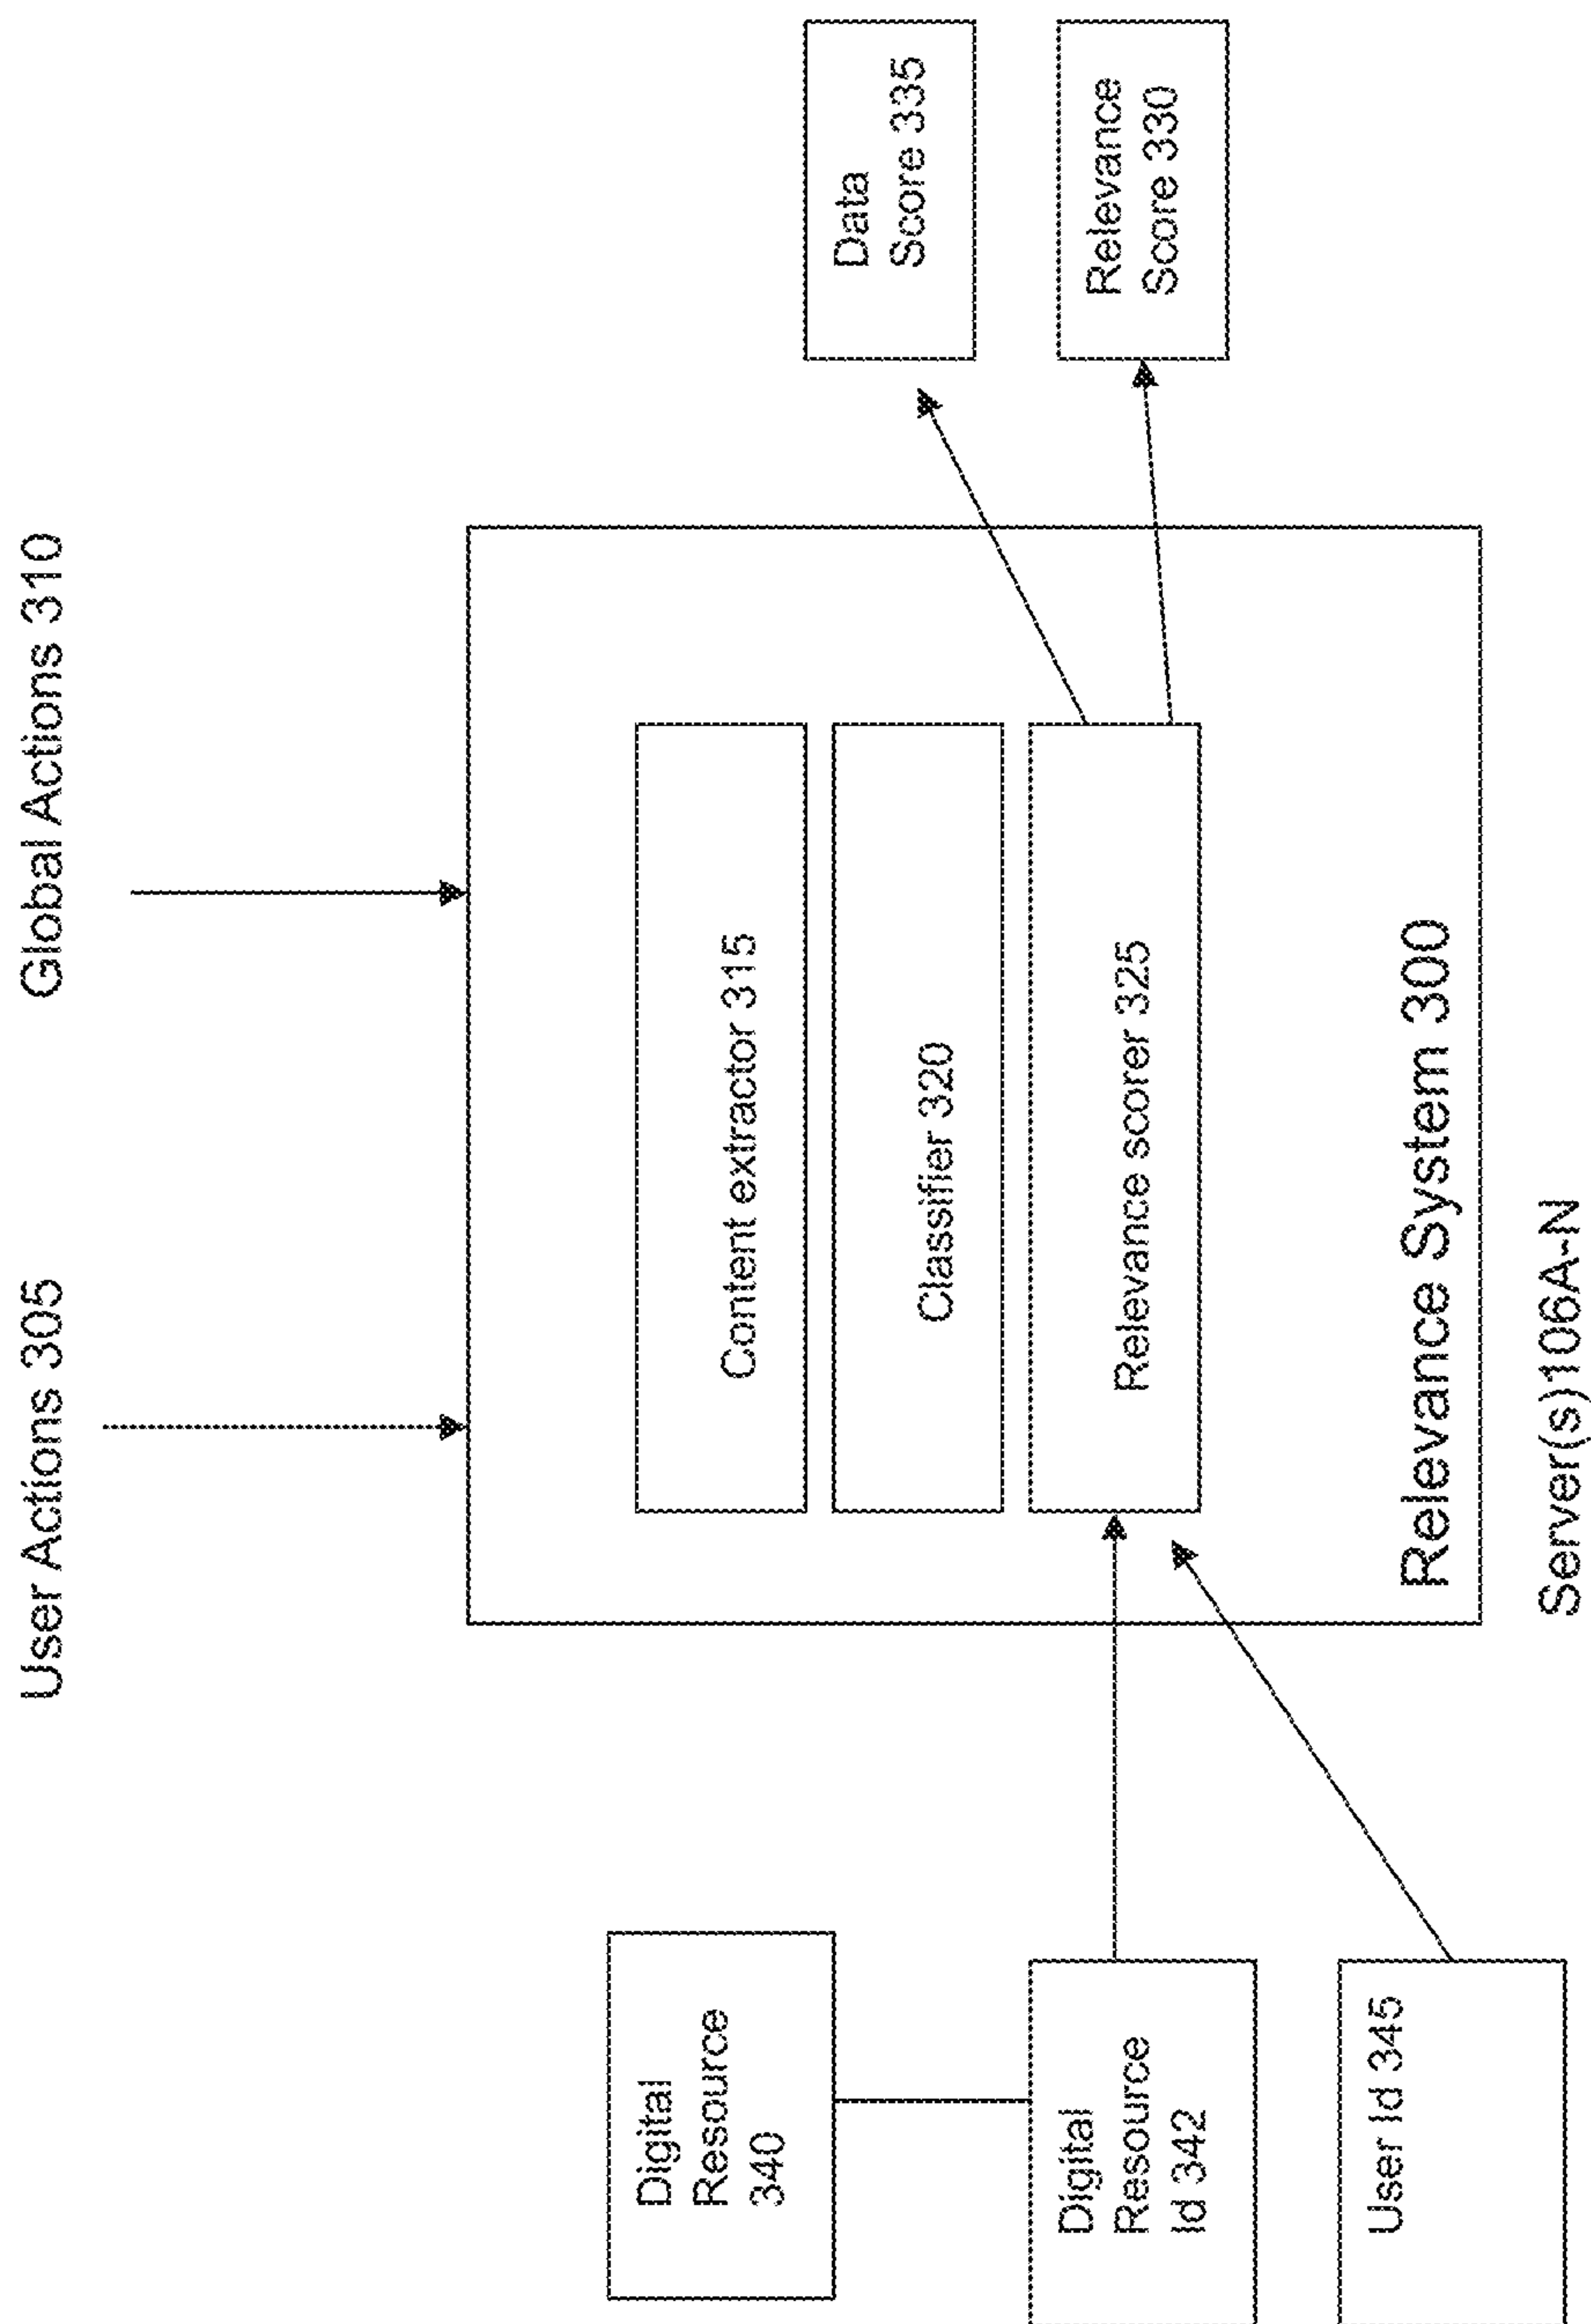 User Actions 305
Global Actions 310
Digital
Resource
340
Digital
Resource
Id 342
User Id 345
Content extractor 315
Classifier 320
Relevance scorer 325
Relevance System 300
Server(s)106A-N
Data
Score 335
Relevance
Score 330